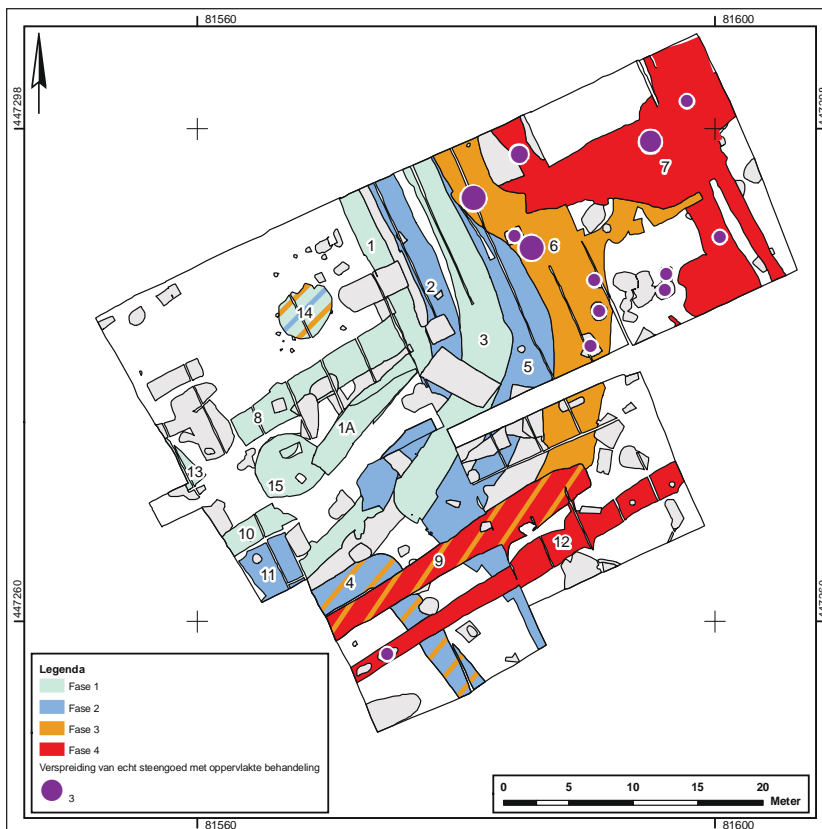 81560
81600
447298
447298
7
1
6
2
14
3
5
8
1A
13
15
10
12
9
11
4
447260
447260
Legenda
Fase 1
Fase 2
Fase 3
Fase 4
Verspreiding van echt steengoed met oppervlakte behandeling
3
0 5 10 15 20
Meter
81560
81600